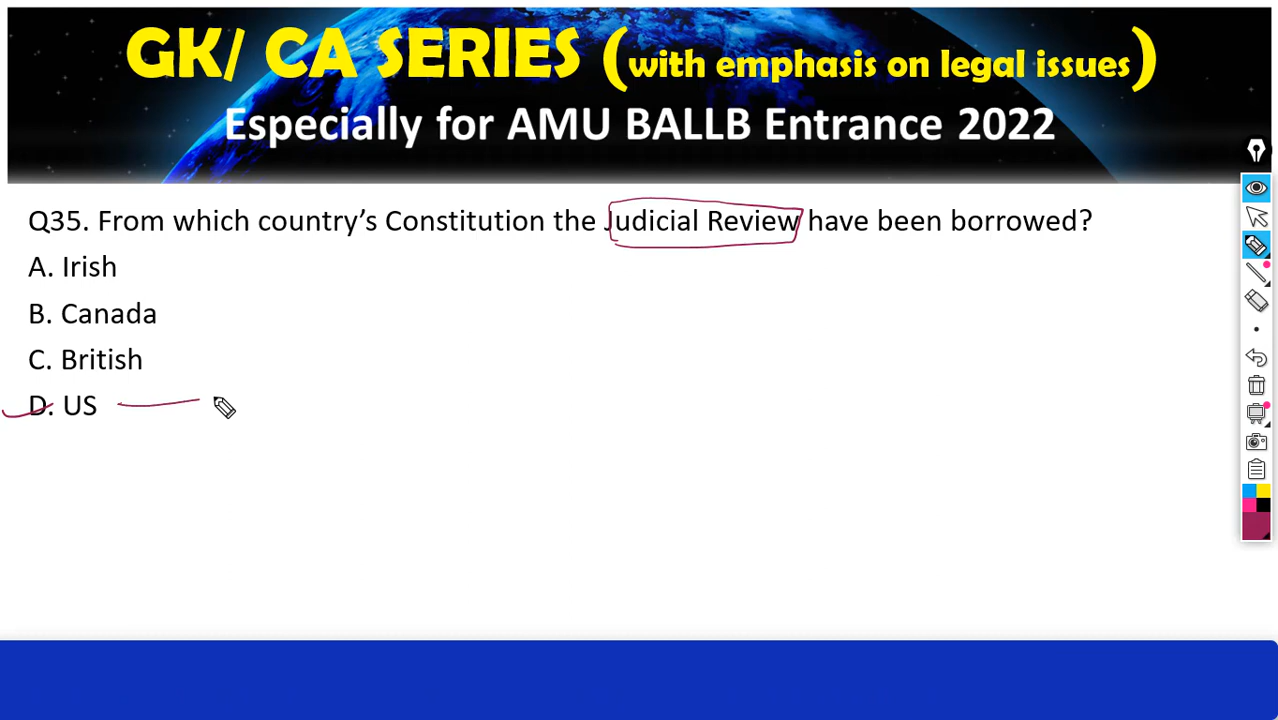 GK/ CA SERIES (with emphasis on legal issues)
Especially for AMU BALLB Entrance 2022
Q35. From which country’s Constitution the Judicial Review have been borrowed?
A. Irish
B. Canada
C. British
D. US